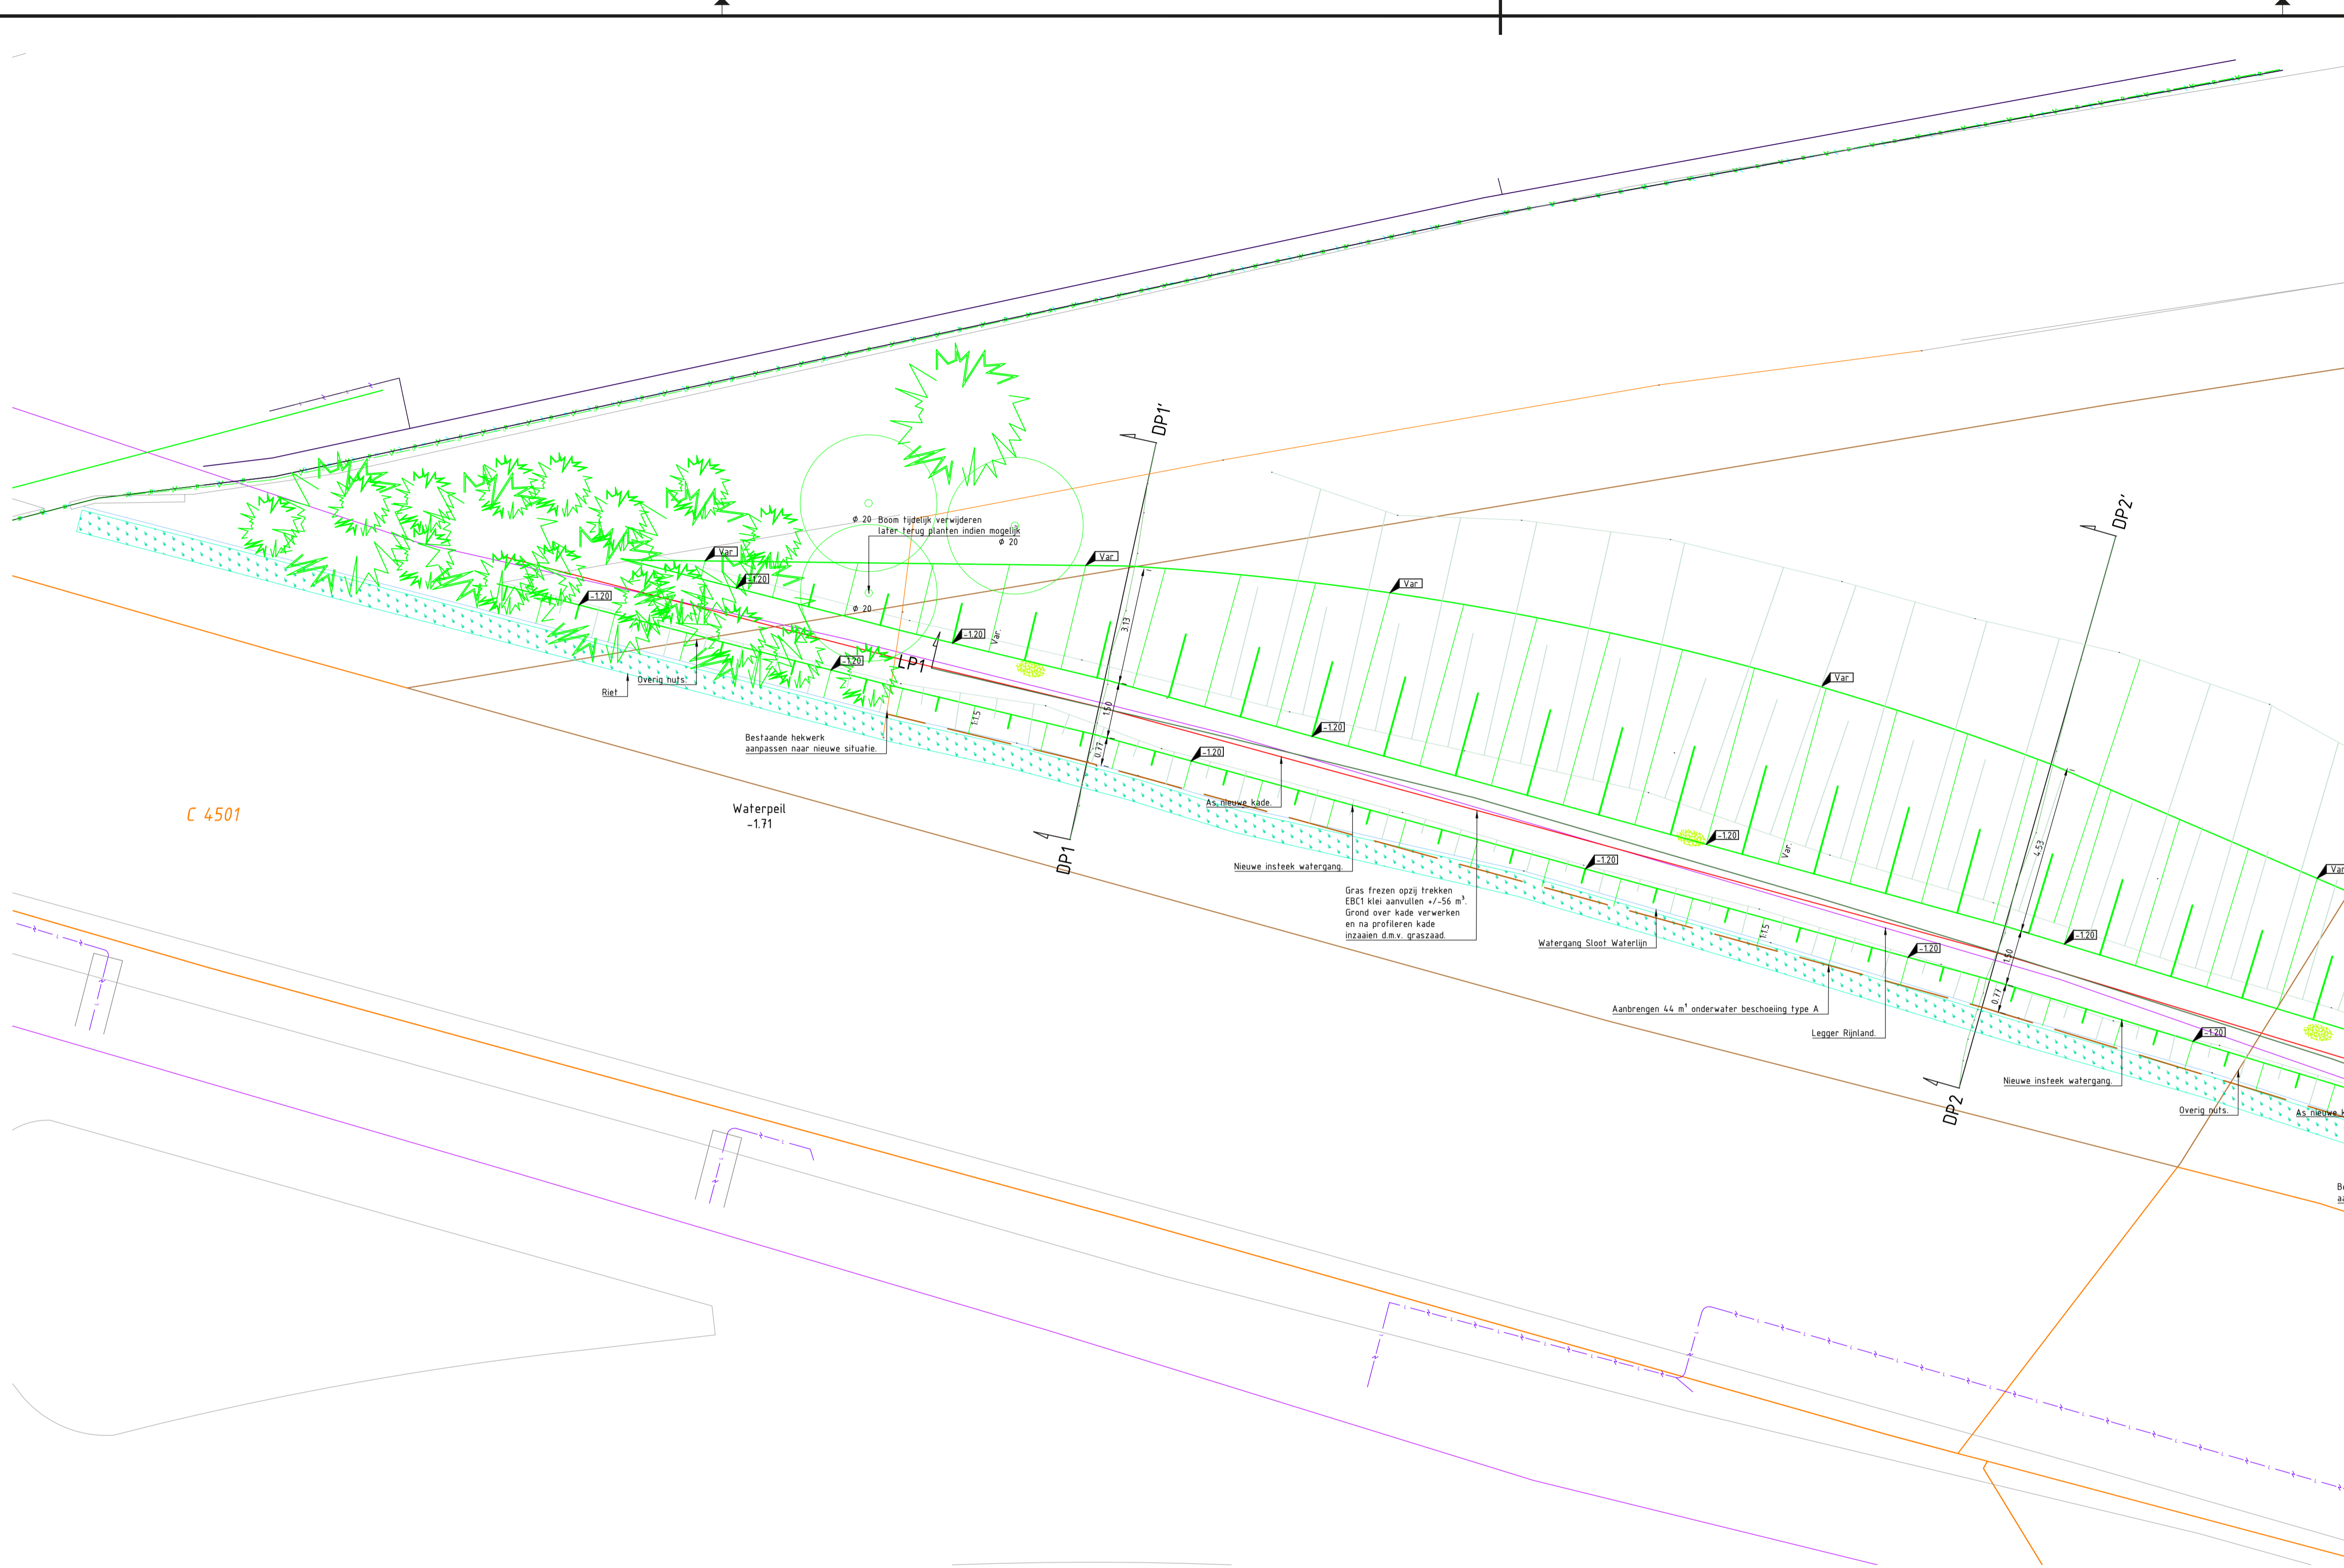 DP1'
DP2'
Ø 20
Boom tijdelijk verwijderen
later terug planten indien mogelijk
Ø 20
Var
Var
Var
-1.20
-1.20
Ø 20
-1.20
Var.
3.13
-1.20
LP1
Overig nuts.
Riet
Var
1.50
1:1.5
-1.20
Bestaande hekwerk
aanpassen naar nieuwe situatie.
0.77
-1.20
C 4501
Waterpeil
-1.71
As nieuwe kade.
-1.20
Var.
4.53
DP1
Nieuwe insteek watergang.
-1.20
Var
Gras frezen opzij trekken
EBC1 klei aanvullen +/-56 m³.
Grond over kade verwerken
en na profileren kade
inzaaien d.m.v. graszaad.
1:1.5
-1.20
Watergang Sloot Waterlijn
-1.20
1.50
0.77
Aanbrengen 44 m¹ onderwater beschoeiing type A
Legger Rijnland.
-1.20
Nieuwe insteek watergang.
DP2
Overig nuts.
As nieuwe k
Be
aa